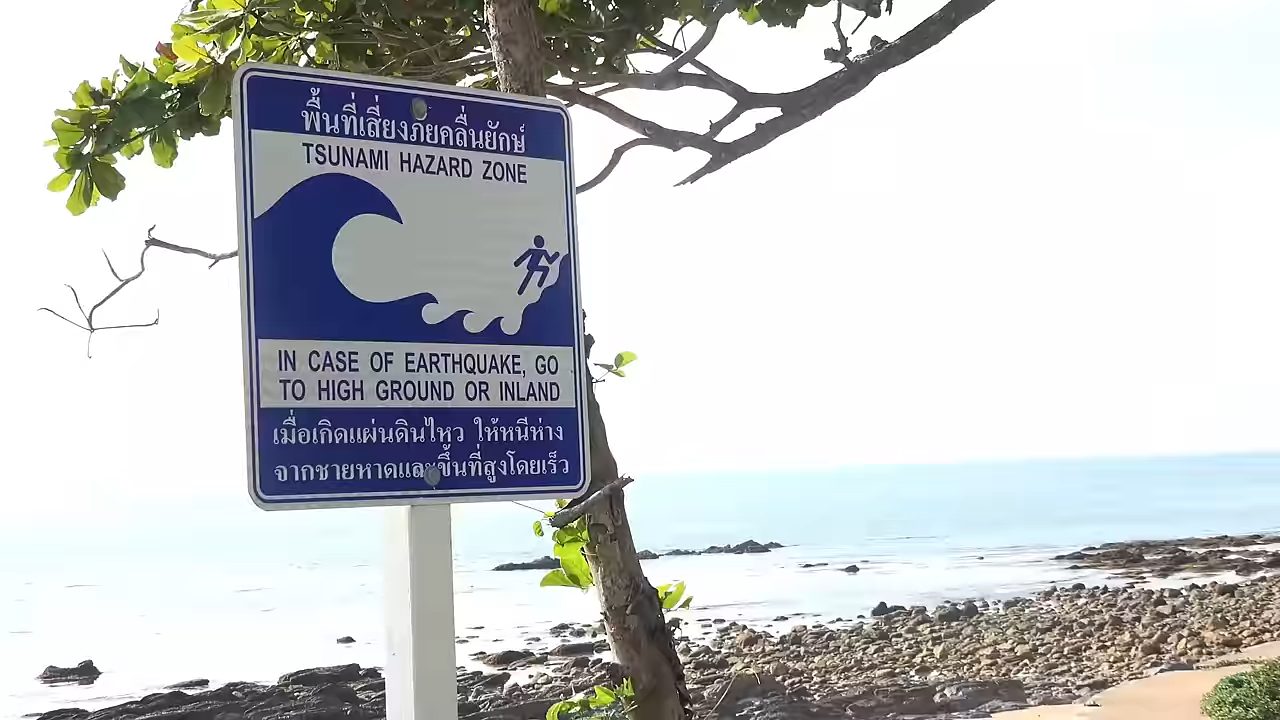 พื้นที่เสี่ยงภัยคลื่นยักษ์
TSUNAMI HAZARD ZONE
IN CASE OF EARTHQUAKE, GO
TO HIGH GROUND OR INLAND
เมื่อเกิดแผ่นดินไหว ให้หนีห่าง
จากชายหาดและขึ้นที่สูงโดยเร็ว